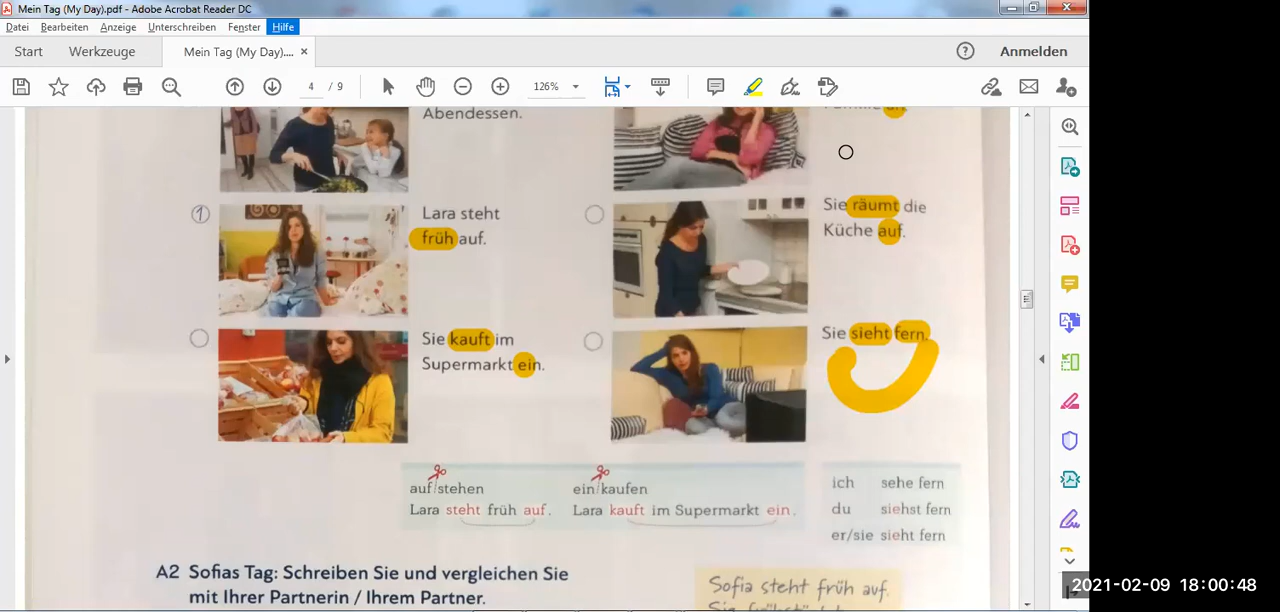 Mein Tag (My Day).pdf - Adobe Acrobat Reader DC
Datei Bearbeiten Anzeige Unterschreiben Fenster Hilfe
Start Werkzeuge Mein Tag (My Day).... × Anmelden
4 / 9 126%
Abendessen.
1 Lara steht
früh auf.
Sie räumt die
Küche auf.
Sie kauft im
Supermarkt ein.
Sie sieht fern.
auf/stehen
Lara steht früh auf.
ein/kaufen
Lara kauft im Supermarkt ein.
ich sehe fern
du siehst fern
er/sie sieht fern
A2 Sofias Tag: Schreiben Sie und vergleichen Sie
mit Ihrer Partnerin / Ihrem Partner.
Sofia steht früh auf.
2021-02-09 18:00:48